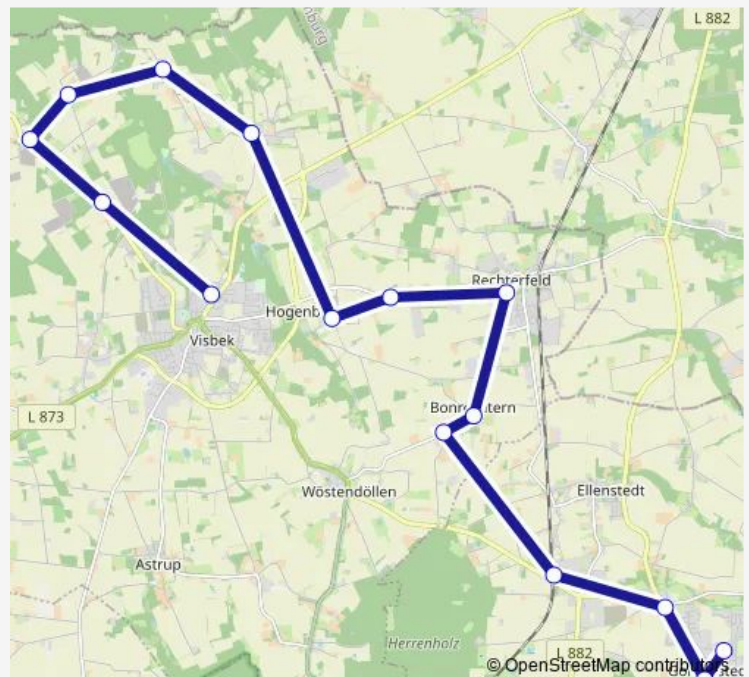 L 882
Rechterfeld
Visbek
L 873
Wöstendöllen
Ellenstedt
Astrup
Herrenholz
L 882
© OpenStreetMap contributors